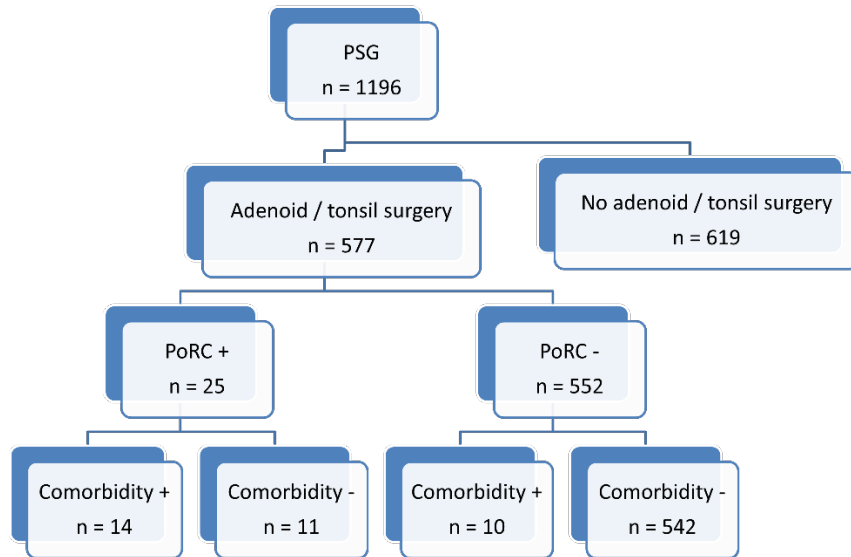 PSG
n = 1196
Adenoid / tonsil surgery
n = 577
No adenoid / tonsil surgery
n = 619
PoRC +
n = 25
PoRC -
n = 552
Comorbidity +
n = 14
Comorbidity -
n = 11
Comorbidity +
n = 10
Comorbidity -
n = 542